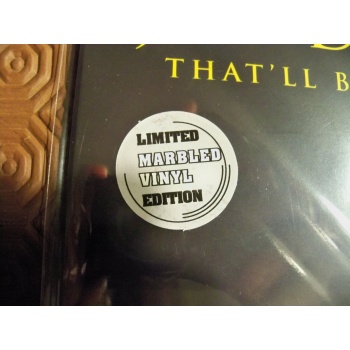 THAT'LL B
LIMITED
MARBLED
VINYL
EDITION